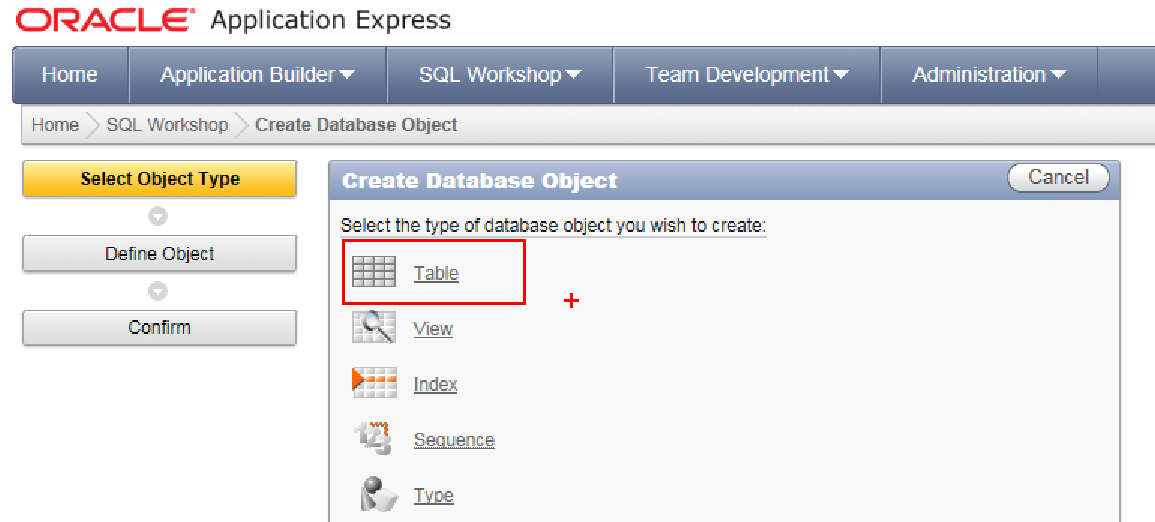 ORACLE® Application Express
Home Application Builder SQL Workshop Team Development Administration
Home SQL Workshop Create Database Object
Select Object Type
Define Object
Confirm
Create Database Object Cancel
Select the type of database object you wish to create:
Table
View
Index
Sequence
Type